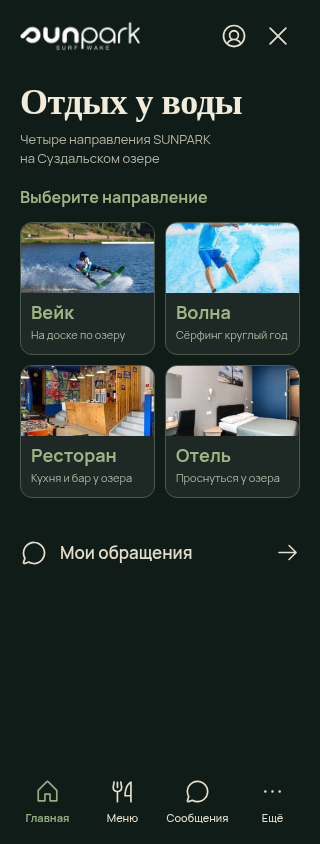 sunpark
SURF WAKE
Отдых у воды
Четыре направления SUNPARK
на Суздальском озере
Выберите направление
Вейк
На доске по озеру
Волна
Сёрфинг круглый год
Ресторан
Кухня и бар у озера
Отель
Проснуться у озера
Мои обращения
Главная
Меню
Сообщения
Ещё